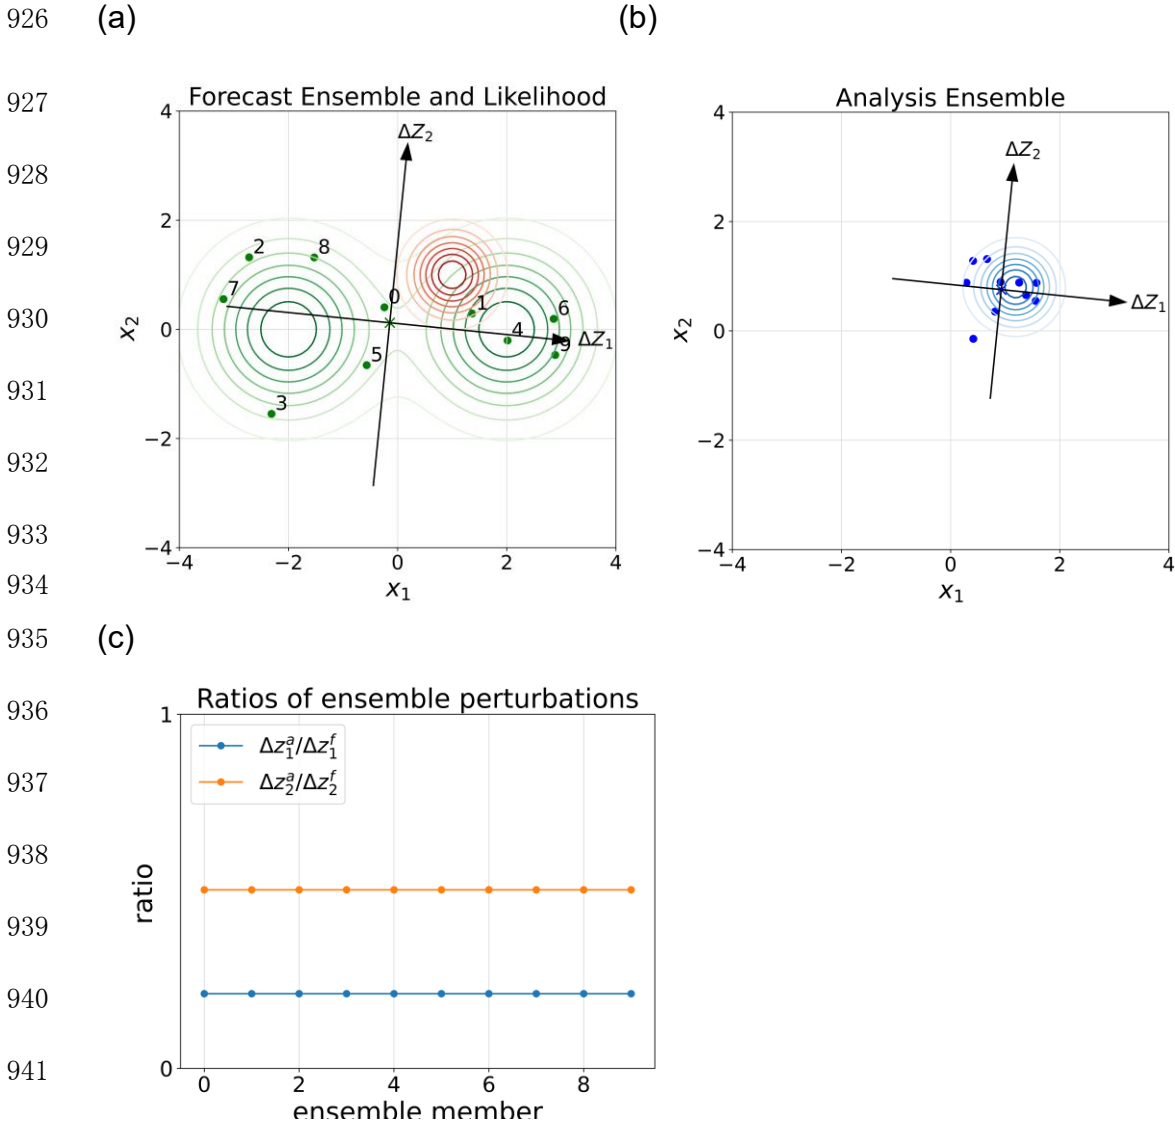 926
(a)
(b)
927
Forecast Ensemble and Likelihood
Analysis Ensemble
4
4
ΔZ₂
928
ΔZ₂
2
2
929
2
8
7
0
1
6
930
x₂
0
4
ΔZ₁
x₂
0
ΔZ₁
5
9
931
3
−2
−2
932
933
−4
−4
−4
−2
0
2
4
−4
−2
0
2
4
934
x₁
x₁
935
(c)
936
Ratios of ensemble perturbations
1
Δz₁ᵃ/Δz₁ᶠ
937
Δz₂ᵃ/Δz₂ᶠ
938
ratio
939
940
941
0
0
2
4
6
8
ensemble member